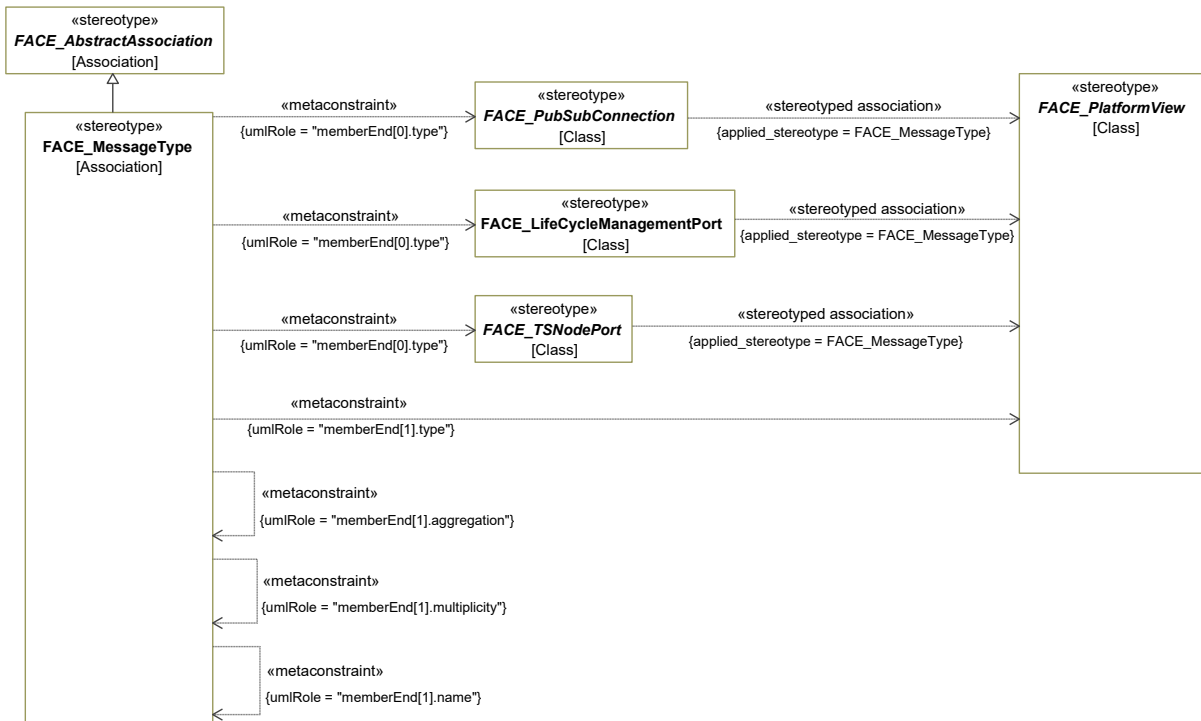 «stereotype»
FACE_AbstractAssociation
[Association]
«stereotype»
FACE_MessageType
[Association]
«metaconstraint»
{umlRole = "memberEnd[0].type"}
«stereotype»
FACE_PubSubConnection
[Class]
«stereotyped association»
{applied_stereotype = FACE_MessageType}
«stereotype»
FACE_PlatformView
[Class]
«metaconstraint»
{umlRole = "memberEnd[0].type"}
«stereotype»
FACE_LifeCycleManagementPort
[Class]
«stereotyped association»
{applied_stereotype = FACE_MessageType}
«metaconstraint»
{umlRole = "memberEnd[0].type"}
«stereotype»
FACE_TSNodePort
[Class]
«stereotyped association»
{applied_stereotype = FACE_MessageType}
«metaconstraint»
{umlRole = "memberEnd[1].type"}
«metaconstraint»
{umlRole = "memberEnd[1].aggregation"}
«metaconstraint»
{umlRole = "memberEnd[1].multiplicity"}
«metaconstraint»
{umlRole = "memberEnd[1].name"}